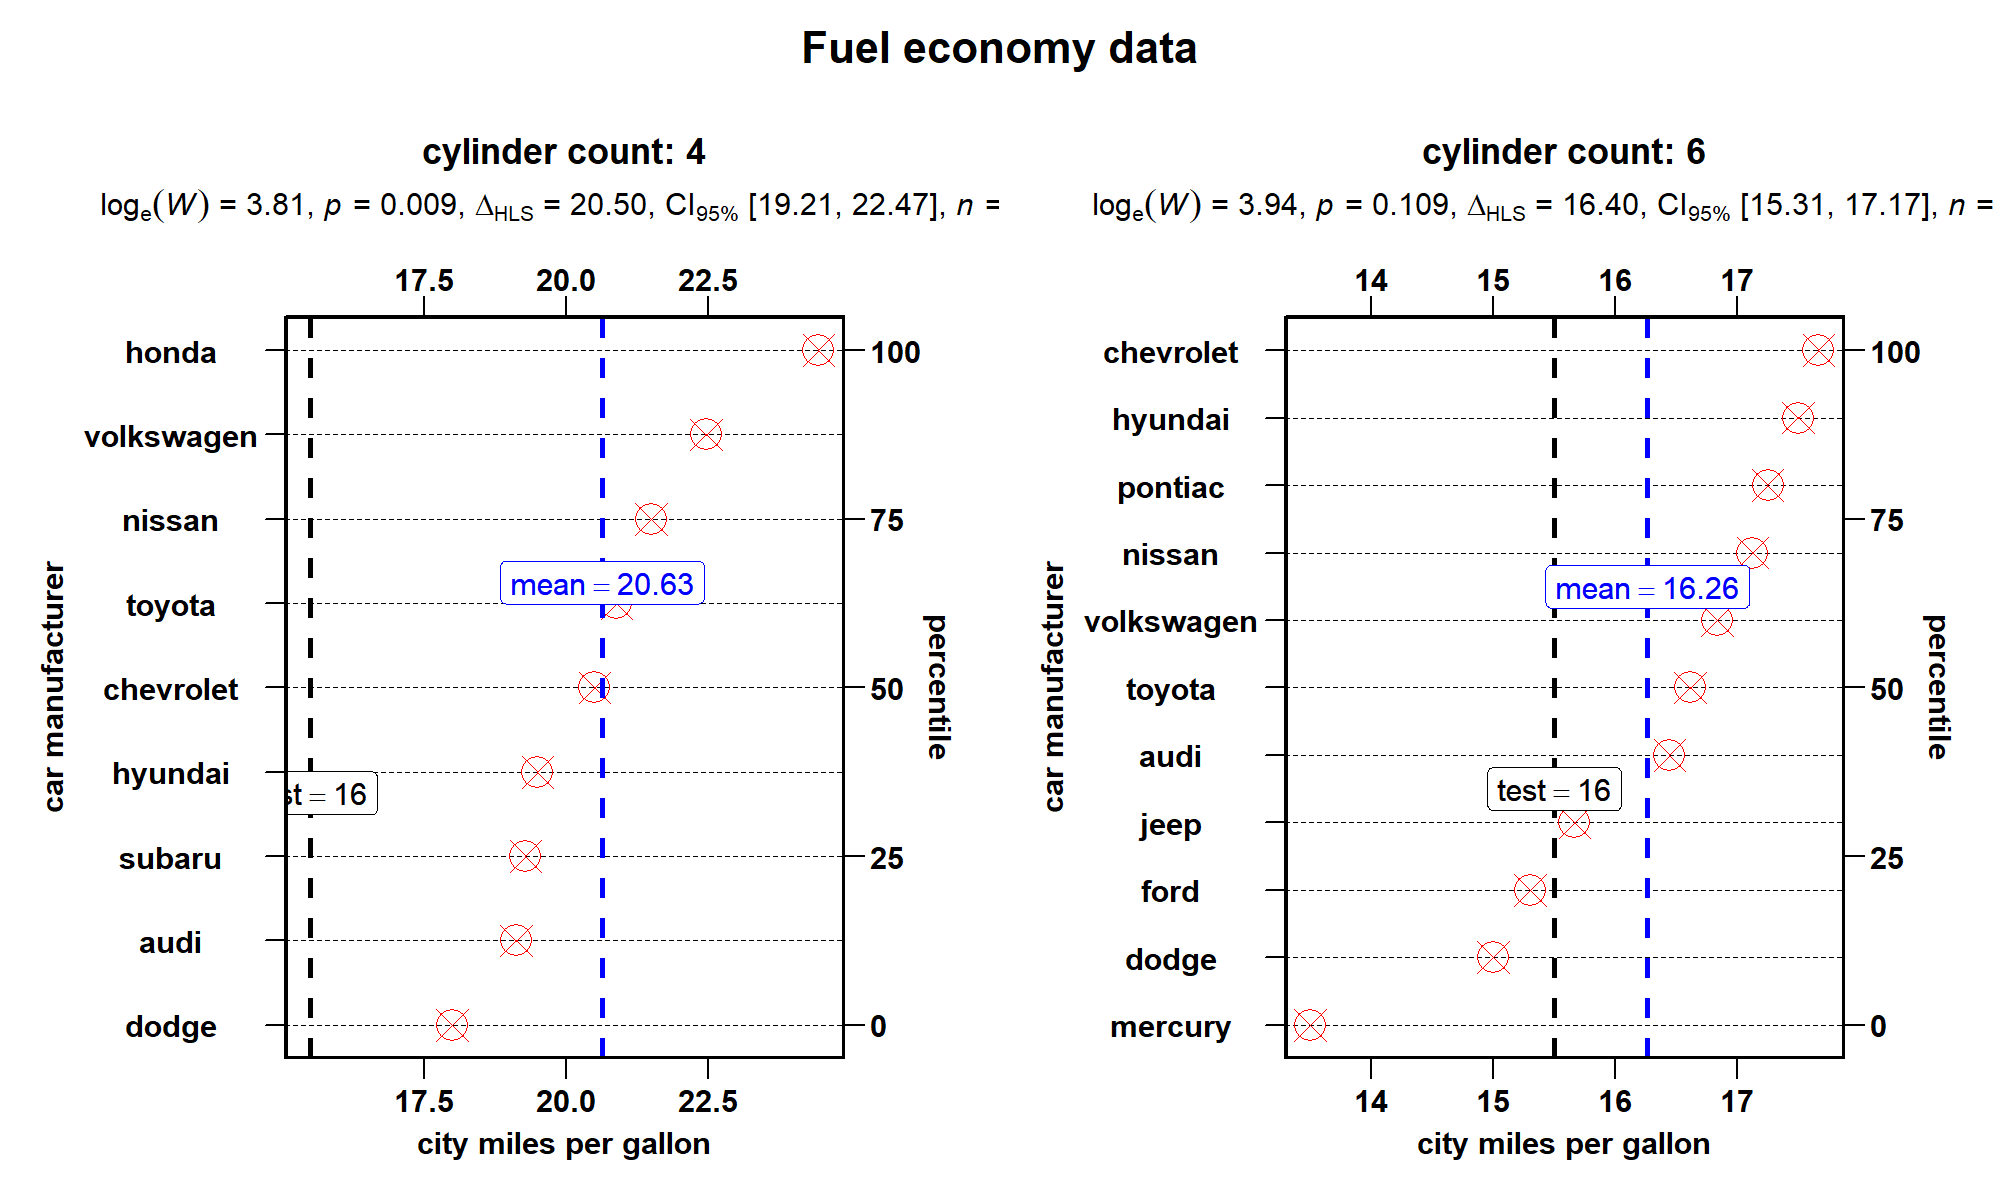 Fuel economy data
cylinder count: 4
logₑ(W) = 3.81, p = 0.009, Δ_HLS = 20.50, CI₉₅% [19.21, 22.47], n =
17.5 20.0 22.5
honda 100
volkswagen
nissan 75
mean = 20.63
toyota
chevrolet 50
hyundai
st = 16
subaru 25
audi
dodge 0
car manufacturer
percentile
17.5 20.0 22.5
city miles per gallon
cylinder count: 6
logₑ(W) = 3.94, p = 0.109, Δ_HLS = 16.40, CI₉₅% [15.31, 17.17], n =
14 15 16 17
chevrolet 100
hyundai
pontiac
75
nissan
mean = 16.26
volkswagen
toyota 50
audi
test = 16
jeep
25
ford
dodge
mercury 0
car manufacturer
percentile
14 15 16 17
city miles per gallon